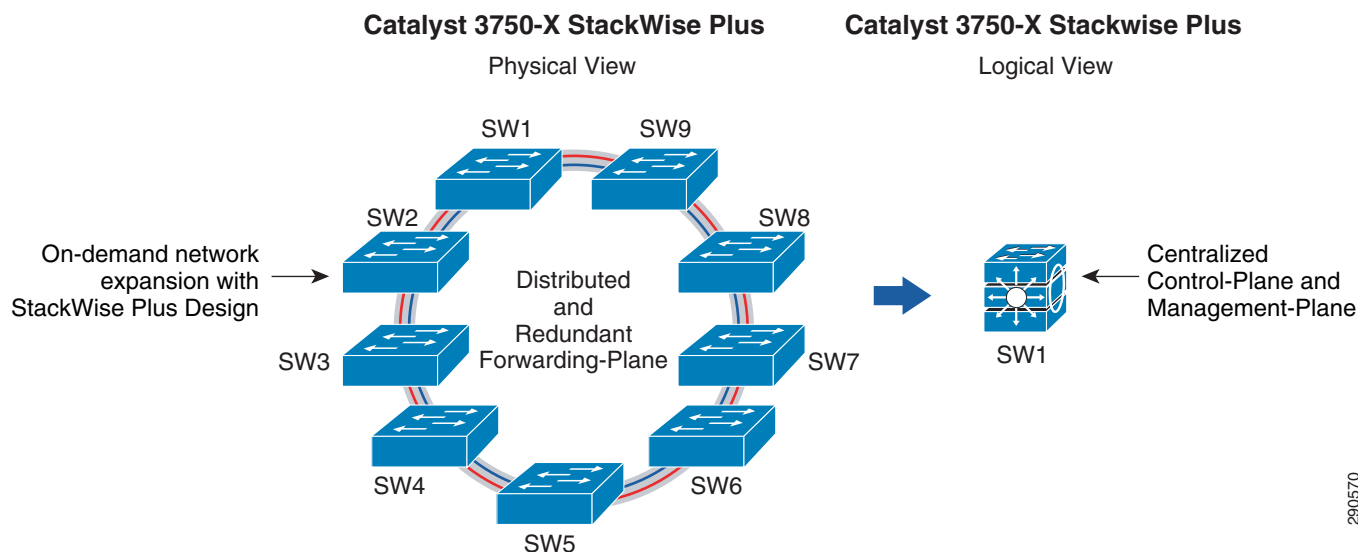 Catalyst 3750-X StackWise Plus
Physical View
Catalyst 3750-X Stackwise Plus
Logical View
SW1
SW9
SW2
SW8
On-demand network
expansion with
StackWise Plus Design
Distributed
and
Redundant
Forwarding-Plane
Centralized
Control-Plane and
Management-Plane
SW3
SW7
SW1
SW4
SW6
SW5
290570